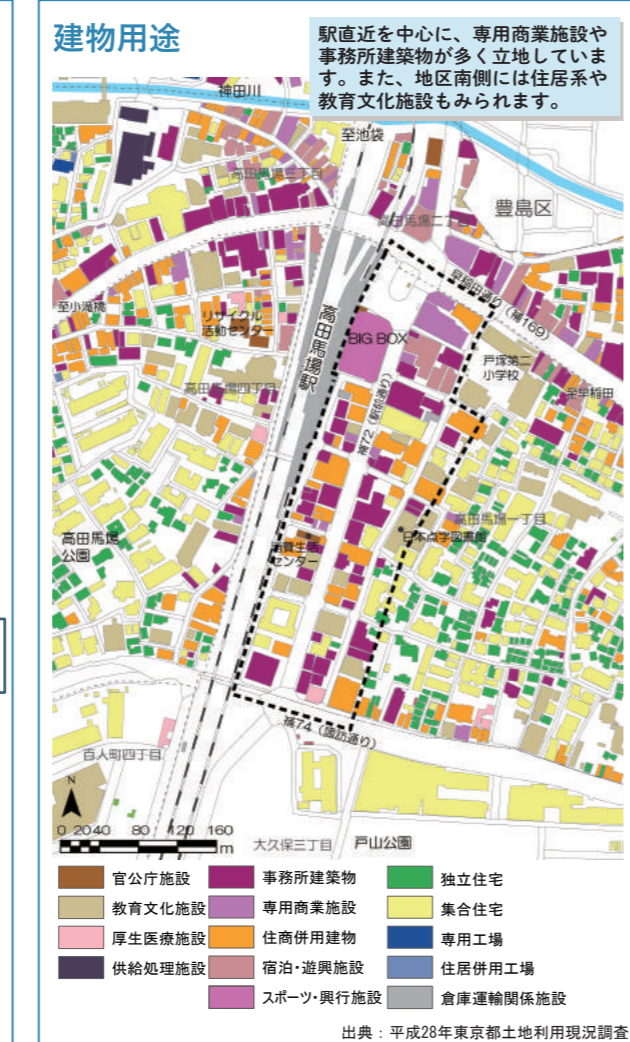 建物用途
駅直近を中心に、専用商業施設や
事務所建築物が多く立地していま
す。また、地区南側には住居系や
教育文化施設もみられます。
神田川
至池袋
高田馬場三丁目
高田馬場二丁目
豊島区
早稲田通り（補169）
至小滝橋
リサイクル
活動センター
高田馬場駅
BIG BOX
戸塚第二
小学校
至早稲田
高田馬場四丁目
補72（駅前通り）
高田馬場一丁目
日本点字図書館
高田馬場
公園
消費生活
センター
補74（諏訪通り）
百人町四丁目
N
0 20 40 80 120 160
m
大久保三丁目
戸山公園
官公庁施設
教育文化施設
厚生医療施設
供給処理施設
事務所建築物
専用商業施設
住商併用建物
宿泊・遊興施設
スポーツ・興行施設
独立住宅
集合住宅
専用工場
住居併用工場
倉庫運輸関係施設
出典：平成28年東京都土地利用現況調査